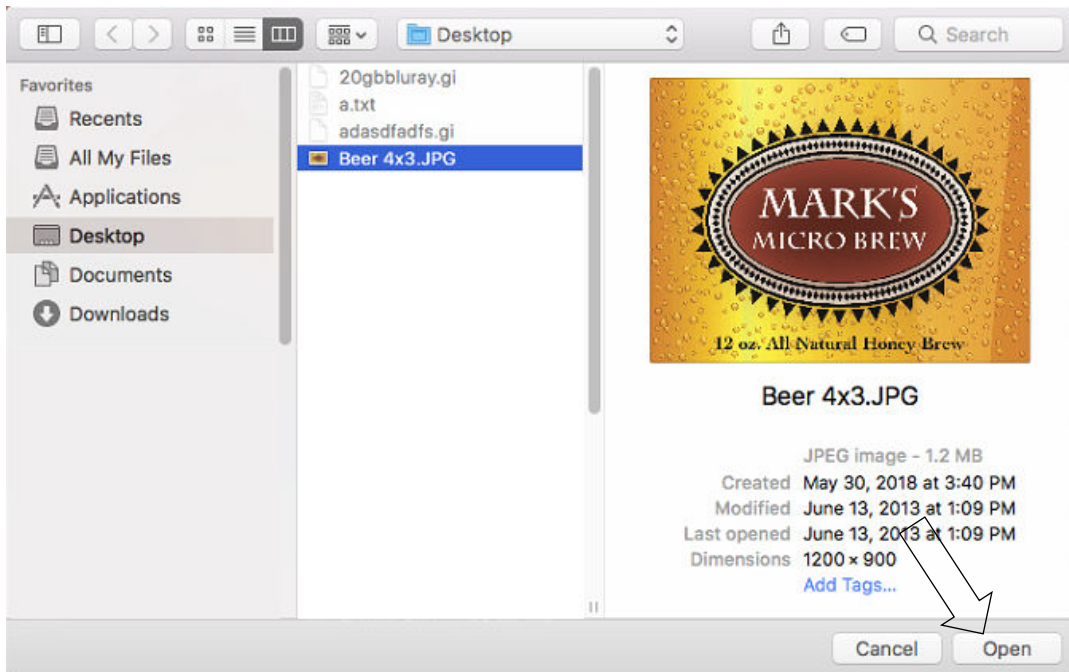 Desktop
Search
Favorites
Recents
All My Files
Applications
Desktop
Documents
Downloads
20gbbluray.gi
a.txt
adasdfadfs.gi
Beer 4x3.JPG
MARK'S
MICRO BREW
12 oz. All Natural Honey Brew
Beer 4x3.JPG
JPEG image - 1.2 MB
Created May 30, 2018 at 3:40 PM
Modified June 13, 2013 at 1:09 PM
Last opened June 13, 2013 at 1:09 PM
Dimensions 1200 × 900
Add Tags...
Cancel Open